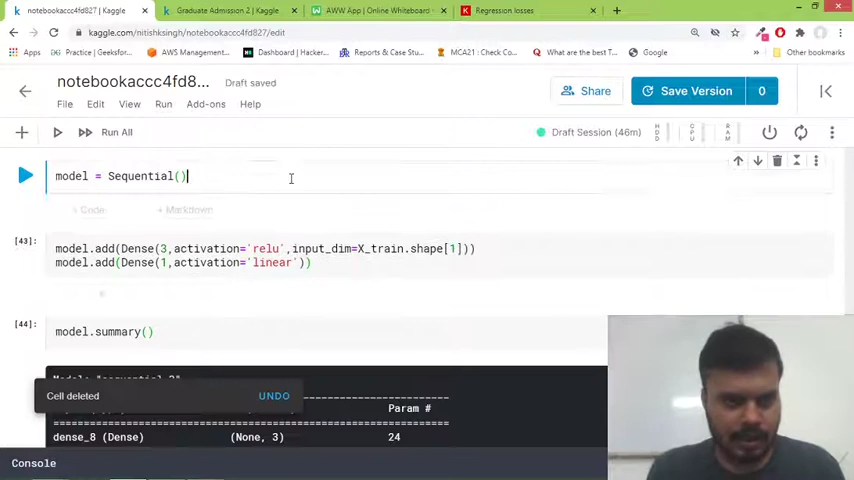 notebookaccc4fd827 | Kaggle
Graduate Admission 2 | Kaggle
AWW App | Online Whiteboard
Regression losses
kaggle.com/nitishksingh/notebookaccc4fd827/edit
Apps
Practice | Geeksfor...
AWS Management...
Dashboard | Hacker...
Reports & Case Stu...
MCA21 : Check Co...
What are the best T...
Google
Other bookmarks
notebookaccc4fd8...
Draft saved
Share
Save Version
0
File
Edit
View
Run
Add-ons
Help
Run All
Draft Session (46m)
HDD
CPU
RAM
model = Sequential()
+ Code
+ Markdown
[43]:
model.add(Dense(3,activation='relu',input_dim=X_train.shape[1]))
model.add(Dense(1,activation='linear'))
[44]:
model.summary()
Cell deleted
UNDO
Param #
dense_8 (Dense)
(None, 3)
24
Console